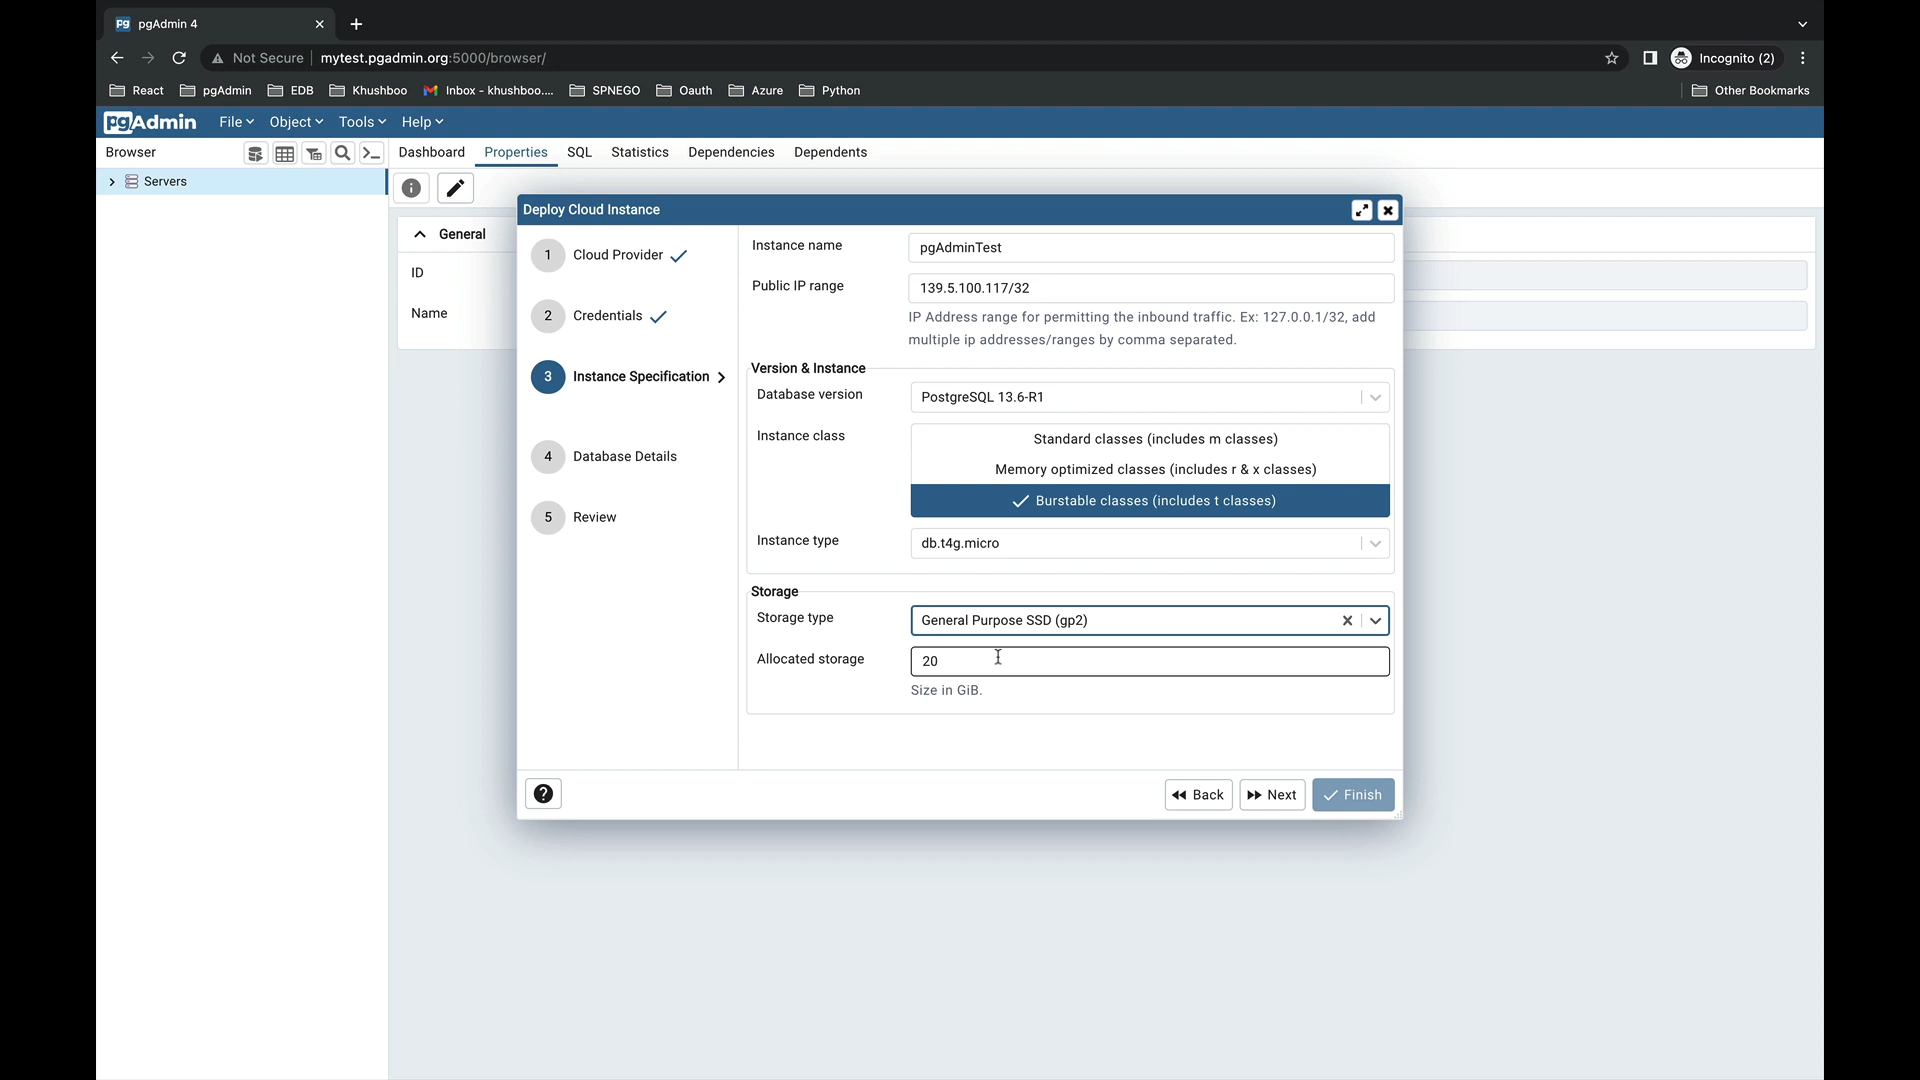 pgAdmin 4
Not Secure mytest.pgadmin.org:5000/browser/ Incognito (2)
React pgAdmin EDB Khushboo Inbox - khushboo.... SPNEGO Oauth Azure Python Other Bookmarks
pgAdmin File Object Tools Help
Browser Dashboard Properties SQL Statistics Dependencies Dependents
Servers
General
ID
Name
Deploy Cloud Instance
1 Cloud Provider
2 Credentials
3 Instance Specification
4 Database Details
5 Review
Instance name pgAdminTest
Public IP range 139.5.100.117/32
IP Address range for permitting the inbound traffic. Ex: 127.0.0.1/32, add
multiple ip addresses/ranges by comma separated.
Version & Instance
Database version PostgreSQL 13.6-R1
Instance class Standard classes (includes m classes)
Memory optimized classes (includes r & x classes)
Burstable classes (includes t classes)
Instance type db.t4g.micro
Storage
Storage type General Purpose SSD (gp2)
Allocated storage 20
Size in GiB.
? Back Next Finish